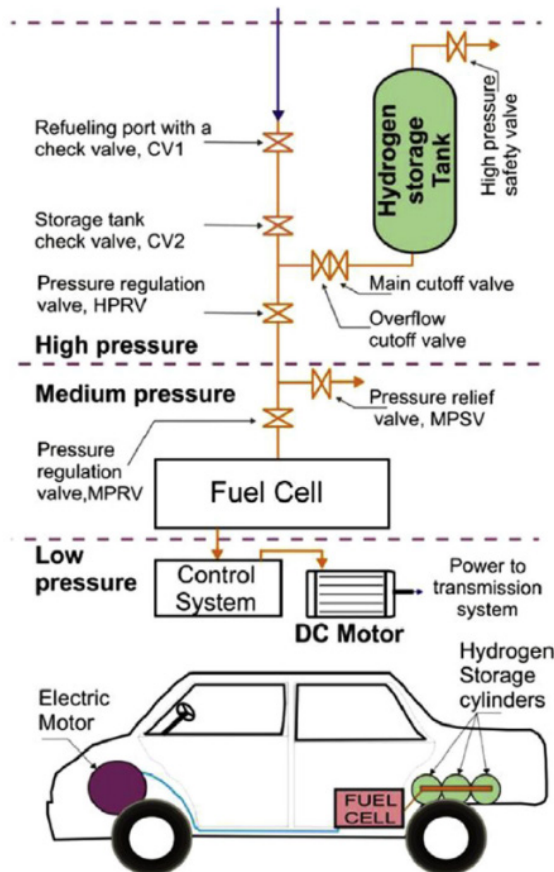 Refueling port with a
check valve, CV1
Storage tank
check valve, CV2
Pressure regulation
valve, HPRV
High pressure
Hydrogen
storage
Tank
High pressure
safety valve
Main cutoff valve
Overflow
cutoff valve
Medium pressure
Pressure relief
valve, MPSV
Pressure
regulation
valve,MPRV
Fuel Cell
Low
pressure
Control
System
DC Motor
Power to
transmission
system
Electric
Motor
Hydrogen
Storage
cylinders
FUEL
CELL